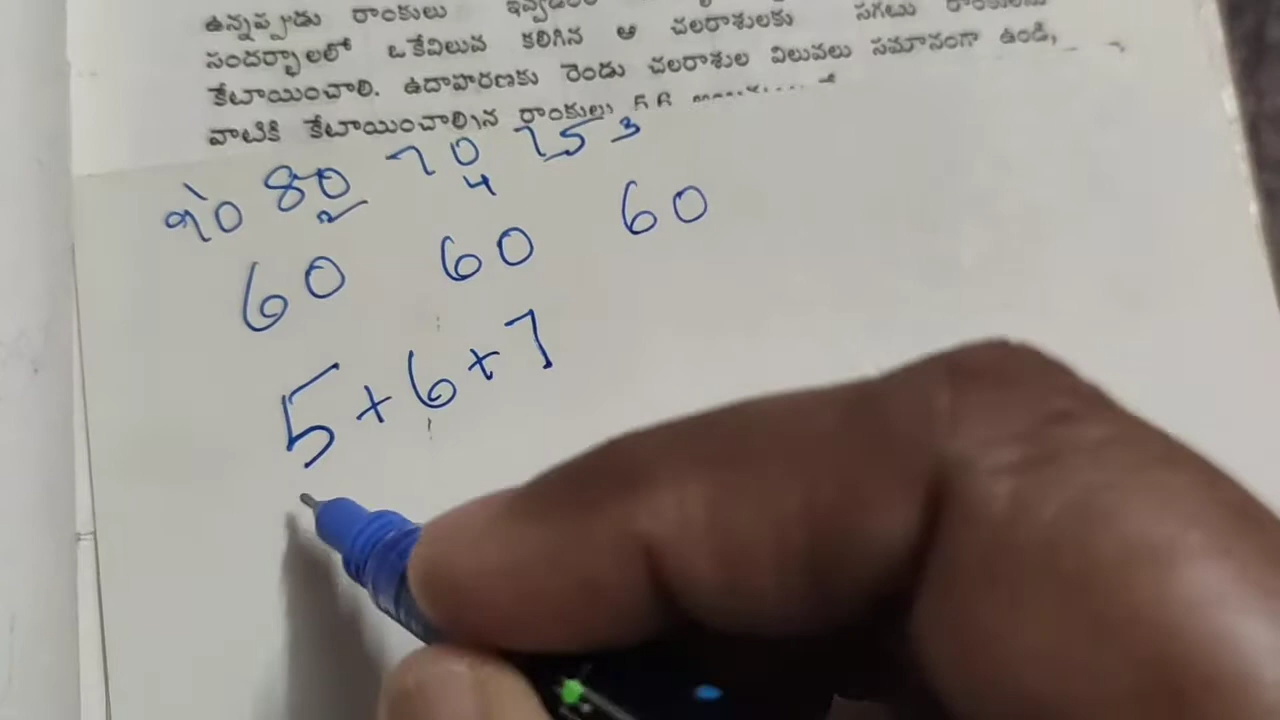 ఉన్నప్పుడు రాంకులు
సందర్భాలలో ఒకేవిలువ కలిగిన ఆ చలరాశులకు సగటు
కేటాయించాలి. ఉదాహరణకు రెండు చలరాశుల విలువలు సమానంగా ఉండి,
వాటికి కేటాయించాల్సిన రాంకులు
90 80 70 75 3
2 4
60 60 60
5+6+7